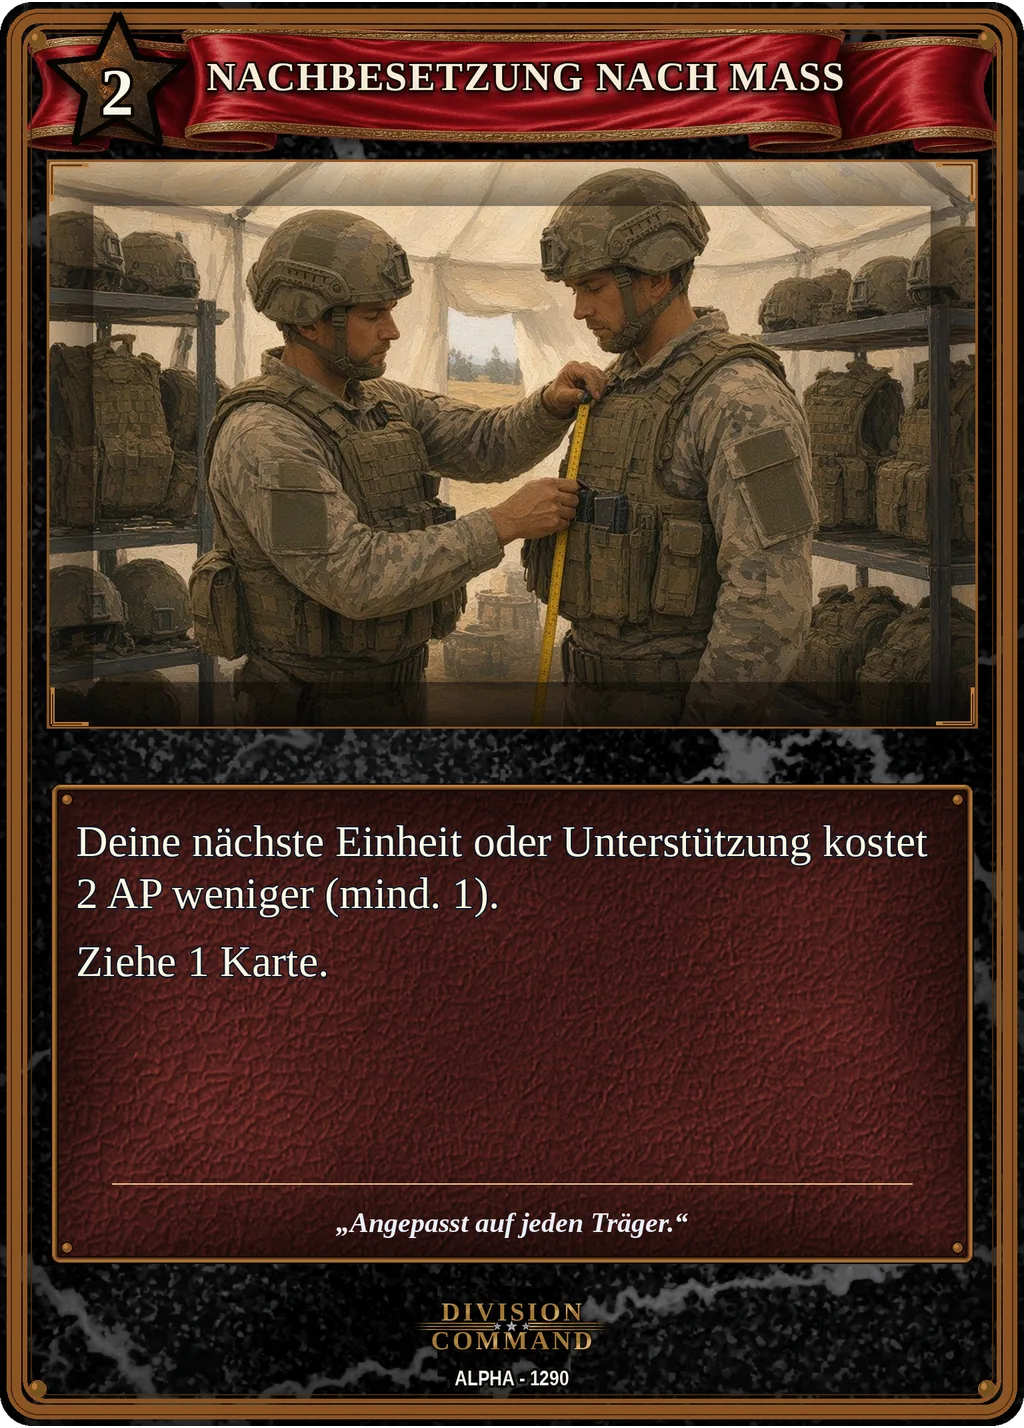 2
NACHBESETZUNG NACH MASS
Deine nächste Einheit oder Unterstützung kostet
2 AP weniger (mind. 1).
Ziehe 1 Karte.
„Angepasst auf jeden Träger.“
DIVISION
COMMAND
ALPHA - 1290